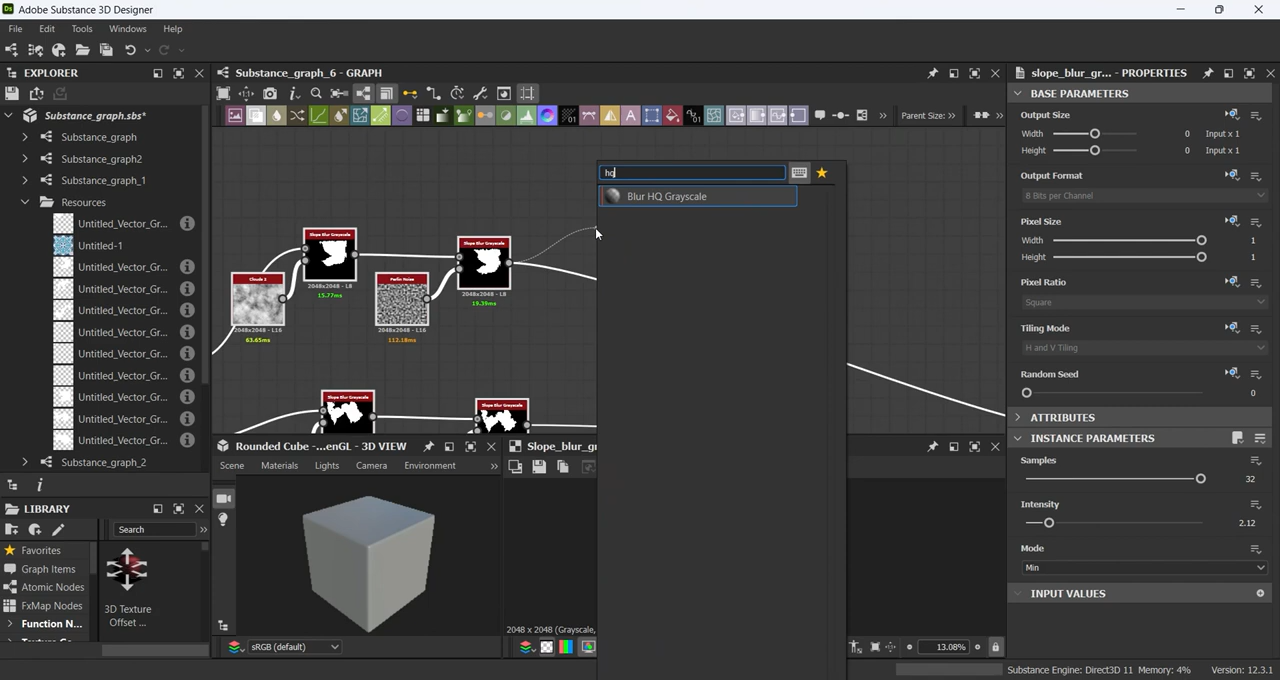 Adobe Substance 3D Designer
File Edit Tools Windows Help
EXPLORER
Substance_graph.sbs*
Substance_graph
Substance_graph2
Substance_graph_1
Resources
Untitled_Vector_Gr...
Untitled-1
Untitled_Vector_Gr...
Untitled_Vector_Gr...
Untitled_Vector_Gr...
Untitled_Vector_Gr...
Untitled_Vector_Gr...
Untitled_Vector_Gr...
Untitled_Vector_Gr...
Untitled_Vector_Gr...
Untitled_Vector_Gr...
Substance_graph_2
LIBRARY
Search
Favorites
Graph Items
Atomic Nodes
FxMap Nodes
Function N...
3D Texture
Offset ...
Substance_graph_6 - GRAPH
Parent Size:
hq
Blur HQ Grayscale
Slope Blur Grayscale
2048x2048 - L8
15.77ms
Slope Blur Grayscale
2048x2048 - L8
19.39ms
Clouds 2
2048x2048 - L16
63.65ms
Perlin Noise
2048x2048 - L16
112.18ms
Slope Blur Grayscale
Slope Blur Grayscale
Rounded Cube -...enGL - 3D VIEW
Scene Materials Lights Camera Environment
sRGB (default)
Slope_blur_gr
2048 x 2048 (Grayscale,
13.08%
slope_blur_gr... - PROPERTIES
BASE PARAMETERS
Output Size
Width 0 Input x 1
Height 0 Input x 1
Output Format
8 Bits per Channel
Pixel Size
Width 1
Height 1
Pixel Ratio
Square
Tiling Mode
H and V Tiling
Random Seed
0
ATTRIBUTES
INSTANCE PARAMETERS
Samples
32
Intensity
2.12
Mode
Min
INPUT VALUES
Substance Engine: Direct3D 11 Memory: 4% Version: 12.3.1